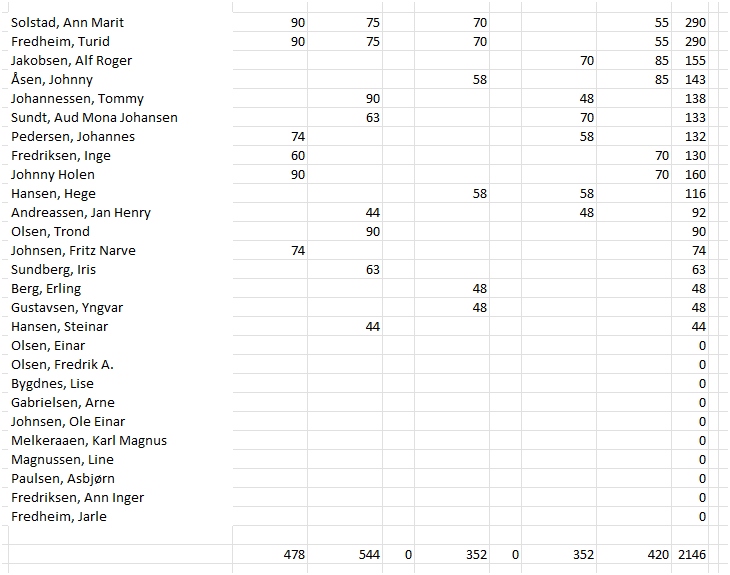 Solstad, Ann Marit 90 75 70 55 290
Fredheim, Turid 90 75 70 55 290
Jakobsen, Alf Roger 70 85 155
Åsen, Johnny 58 85 143
Johannessen, Tommy 90 48 138
Sundt, Aud Mona Johansen 63 70 133
Pedersen, Johannes 74 58 132
Fredriksen, Inge 60 70 130
Johnny Holen 90 70 160
Hansen, Hege 58 58 116
Andreassen, Jan Henry 44 48 92
Olsen, Trond 90 90
Johnsen, Fritz Narve 74 74
Sundberg, Iris 63 63
Berg, Erling 48 48
Gustavsen, Yngvar 48 48
Hansen, Steinar 44 44
Olsen, Einar 0
Olsen, Fredrik A. 0
Bygdnes, Lise 0
Gabrielsen, Arne 0
Johnsen, Ole Einar 0
Melkeraaen, Karl Magnus 0
Magnussen, Line 0
Paulsen, Asbjørn 0
Fredriksen, Ann Inger 0
Fredheim, Jarle 0
478 544 0 352 0 352 420 2146